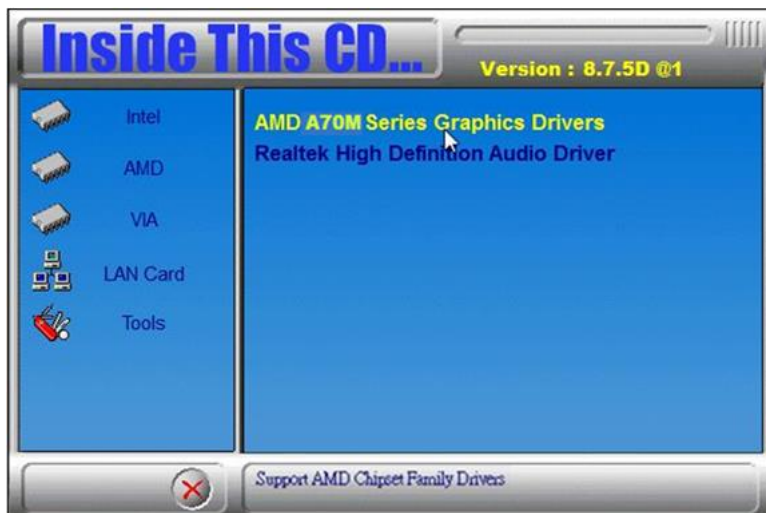 Inside This CD...
Version : 8.7.5D @1
Intel
AMD
VIA
LAN Card
Tools
AMD A70M Series Graphics Drivers
Realtek High Definition Audio Driver
Support AMD Chipset Family Drivers